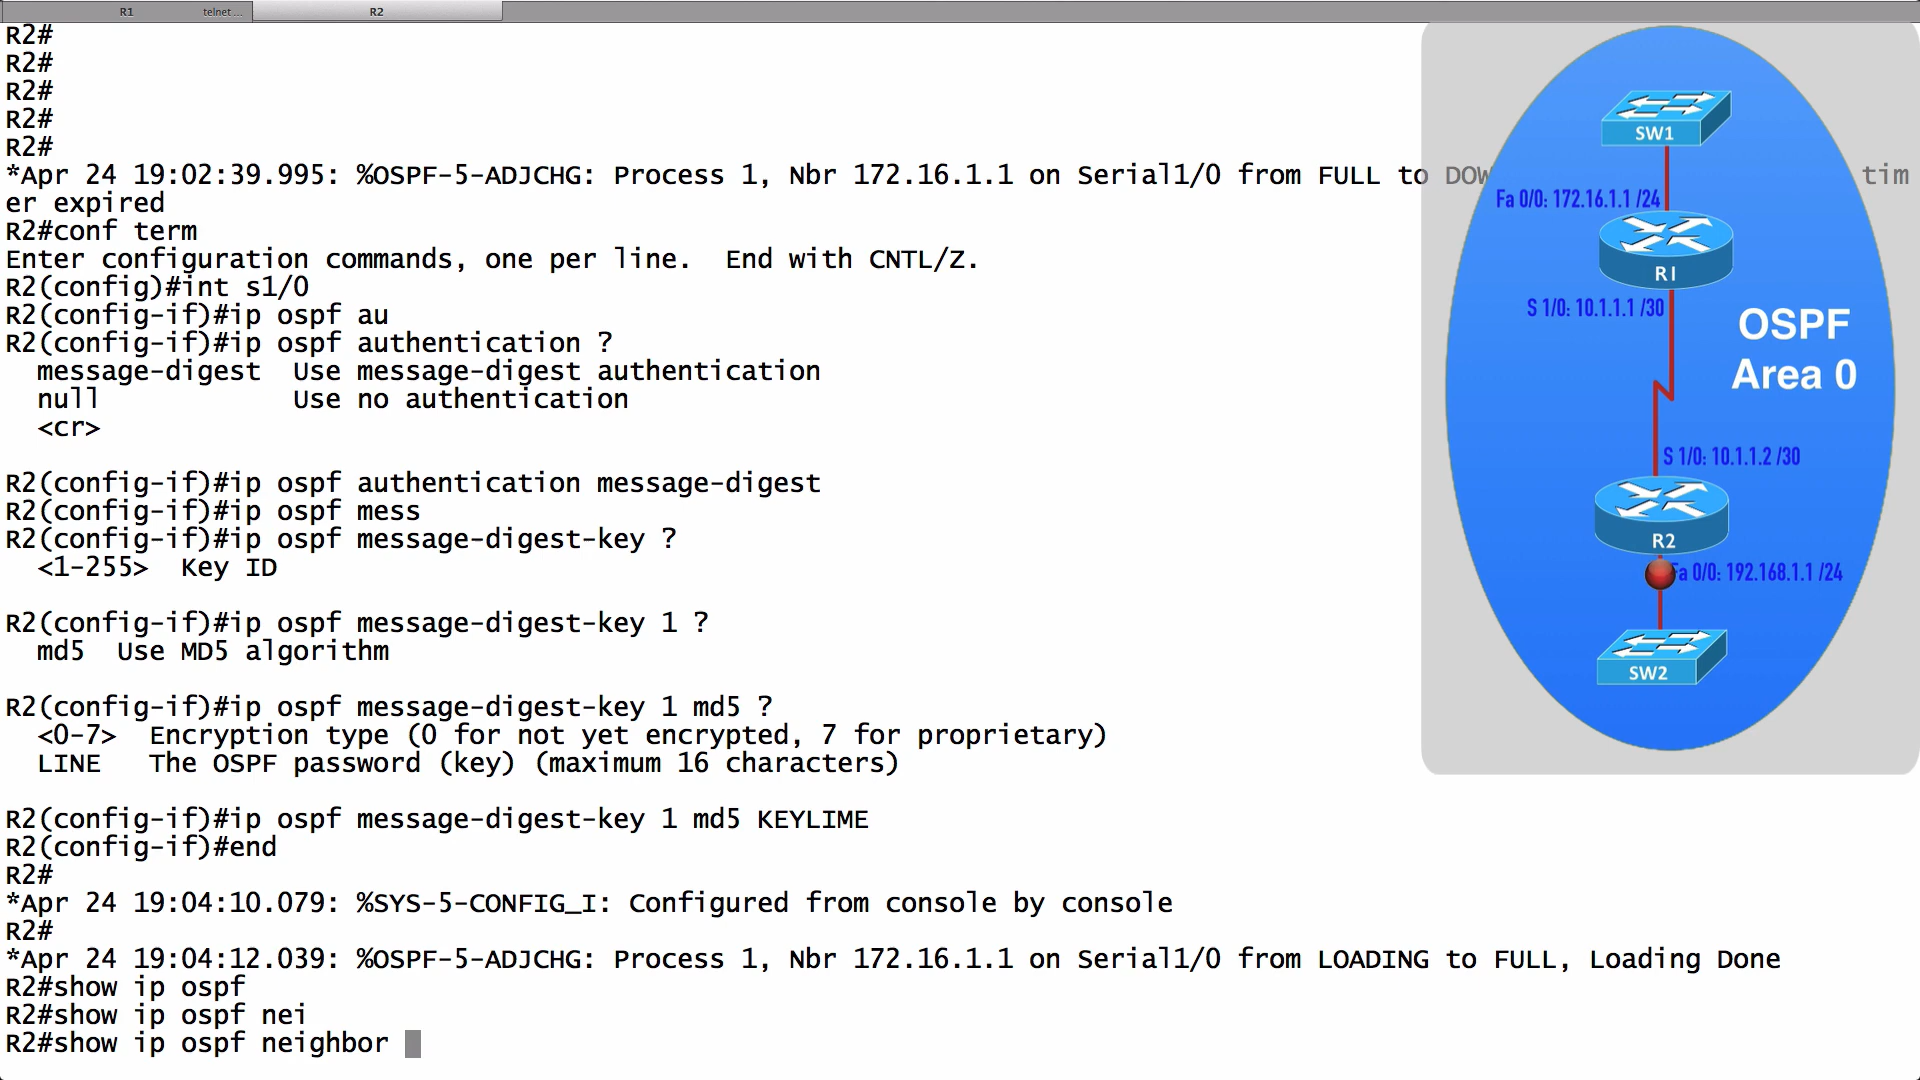 R1 telnet ... R2
R2#
R2#
R2#
R2#
R2#
*Apr 24 19:02:39.995: %OSPF-5-ADJCHG: Process 1, Nbr 172.16.1.1 on Serial1/0 from FULL to DOW tim
er expired
R2#conf term
Enter configuration commands, one per line.  End with CNTL/Z.
R2(config)#int s1/0
R2(config-if)#ip ospf au
R2(config-if)#ip ospf authentication ?
  message-digest  Use message-digest authentication
  null            Use no authentication
  <cr>
R2(config-if)#ip ospf authentication message-digest
R2(config-if)#ip ospf mess
R2(config-if)#ip ospf message-digest-key ?
  <1-255>  Key ID
R2(config-if)#ip ospf message-digest-key 1 ?
  md5  Use MD5 algorithm
R2(config-if)#ip ospf message-digest-key 1 md5 ?
  <0-7>  Encryption type (0 for not yet encrypted, 7 for proprietary)
  LINE   The OSPF password (key) (maximum 16 characters)
R2(config-if)#ip ospf message-digest-key 1 md5 KEYLIME
R2(config-if)#end
R2#
*Apr 24 19:04:10.079: %SYS-5-CONFIG_I: Configured from console by console
R2#
*Apr 24 19:04:12.039: %OSPF-5-ADJCHG: Process 1, Nbr 172.16.1.1 on Serial1/0 from LOADING to FULL, Loading Done
R2#show ip ospf
R2#show ip ospf nei
R2#show ip ospf neighbor
SW1
Fa 0/0: 172.16.1.1 /24
R1
S 1/0: 10.1.1.1 /30
OSPF
Area 0
S 1/0: 10.1.1.2 /30
R2
Fa 0/0: 192.168.1.1 /24
SW2